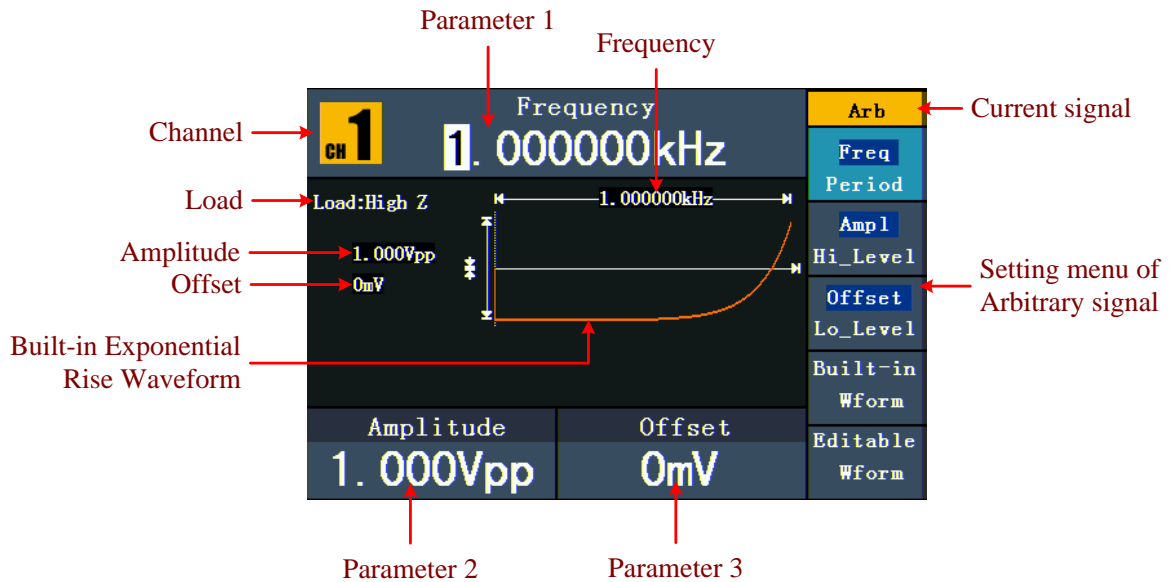 Parameter 1
Frequency
Channel
CH 1
Frequency
1.000000kHz
Arb
Current signal
Freq
Period
Load
Load:High Z
1.000000kHz
Ampl
Hi_Level
Amplitude
1.000Vpp
Offset
0mV
Offset
Lo_Level
Setting menu of
Arbitrary signal
Built-in Exponential
Rise Waveform
Built-in
Wform
Amplitude
1.000Vpp
Offset
0mV
Editable
Wform
Parameter 2
Parameter 3